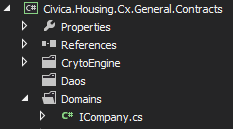 C# Civica.Housing.Cx.General.Contracts
Properties
References
CrytoEngine
Daos
Domains
C# ICompany.cs